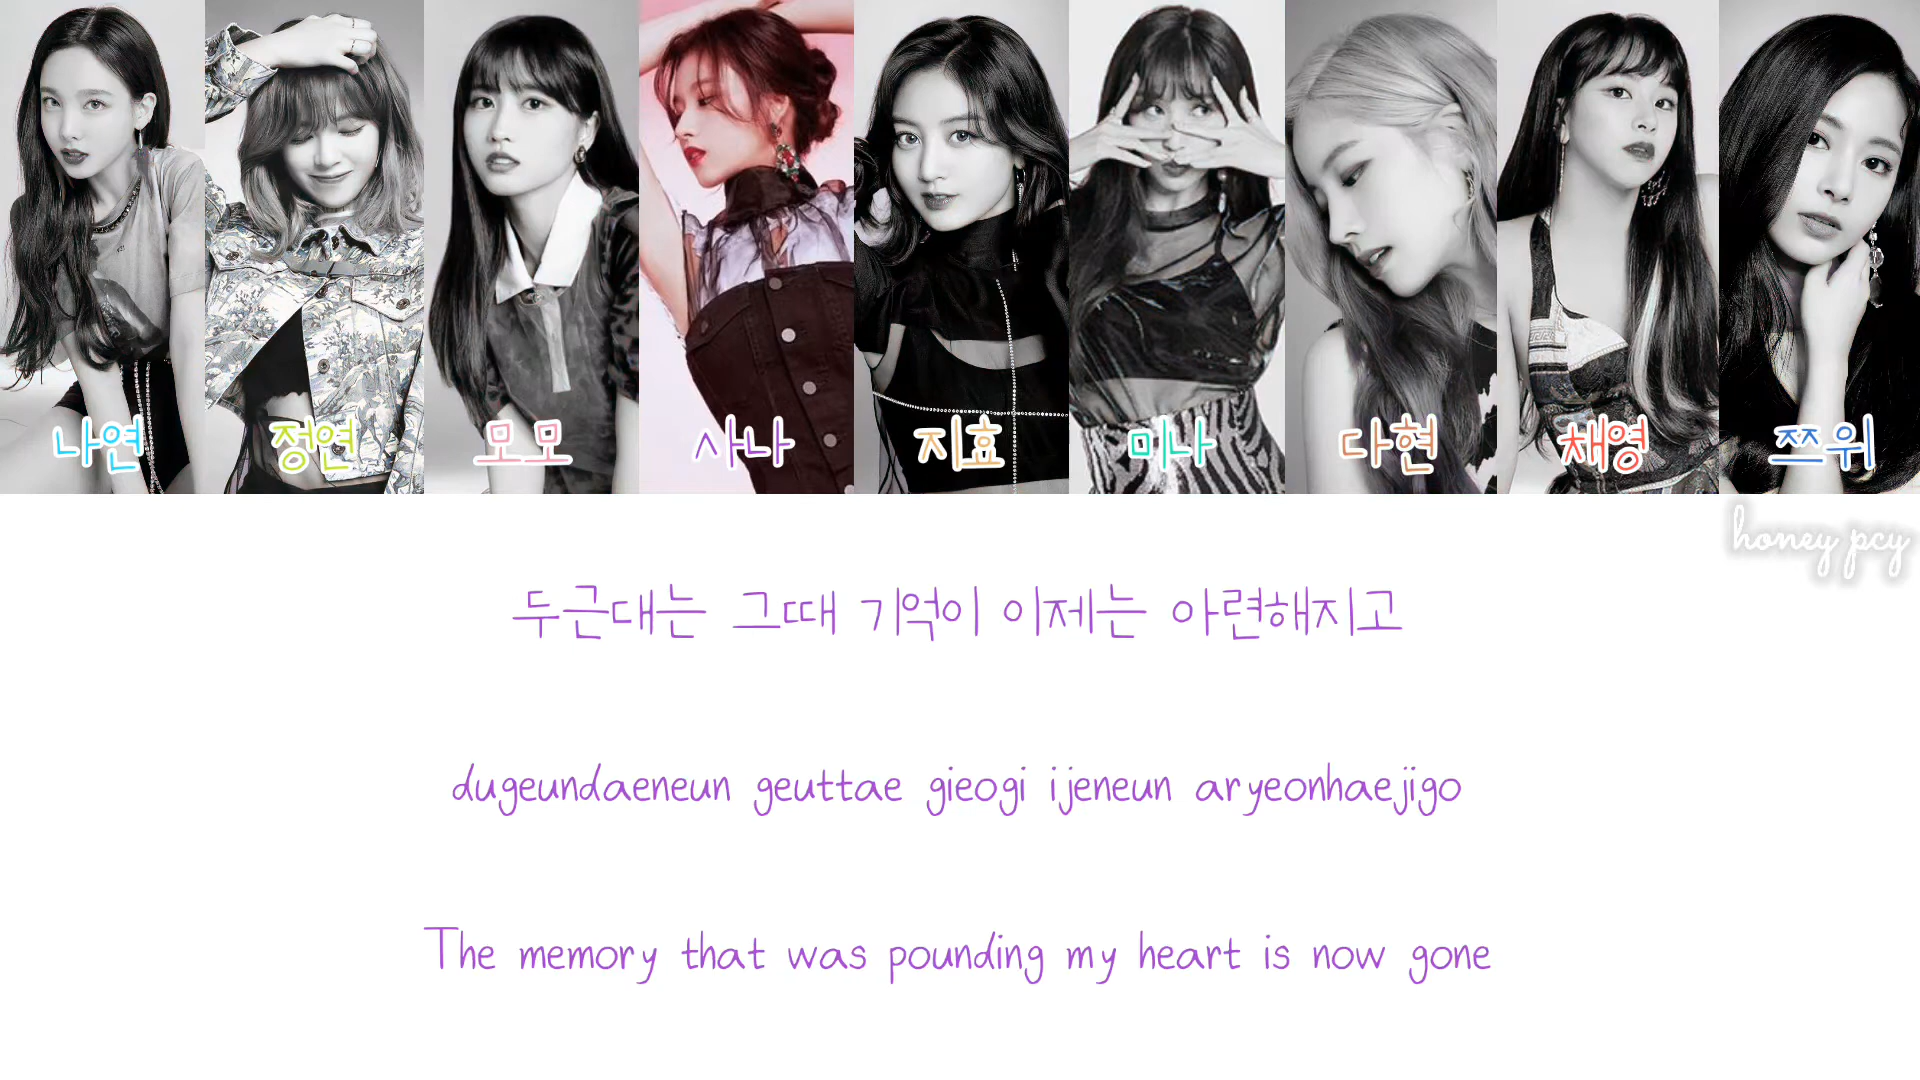 나연 정연 모모 사나 지효 미나 다현 채영 쯔위
honey pcy
두근대는 그때 기억이 이제는 아련해지고
dugeundaeneun geuttae gieogi ijeneun aryeonhaejigo
The memory that was pounding my heart is now gone